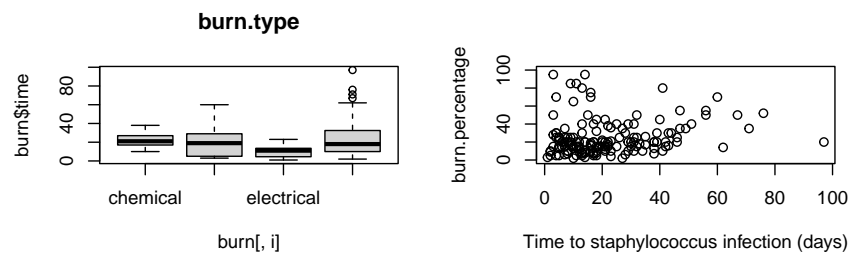 burn.type
burn$time
0
40
80
chemical
electrical
burn[, i]
burn.percentage
0
40
80
0
20
40
60
80
100
Time to staphylococcus infection (days)